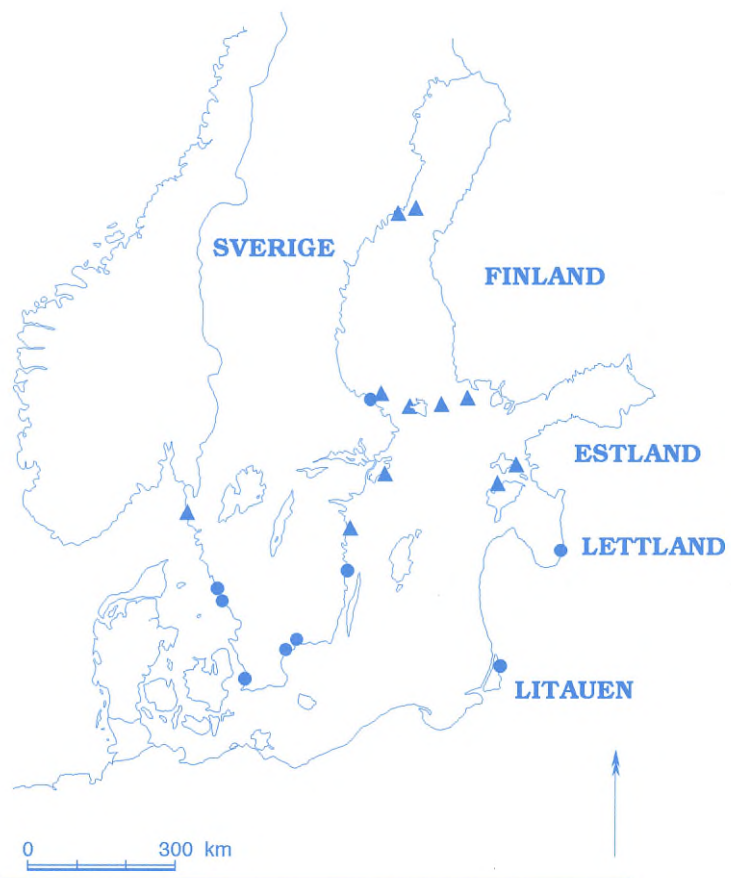 SVERIGE
FINLAND
ESTLAND
LETTLAND
LITAUEN
0 300 km